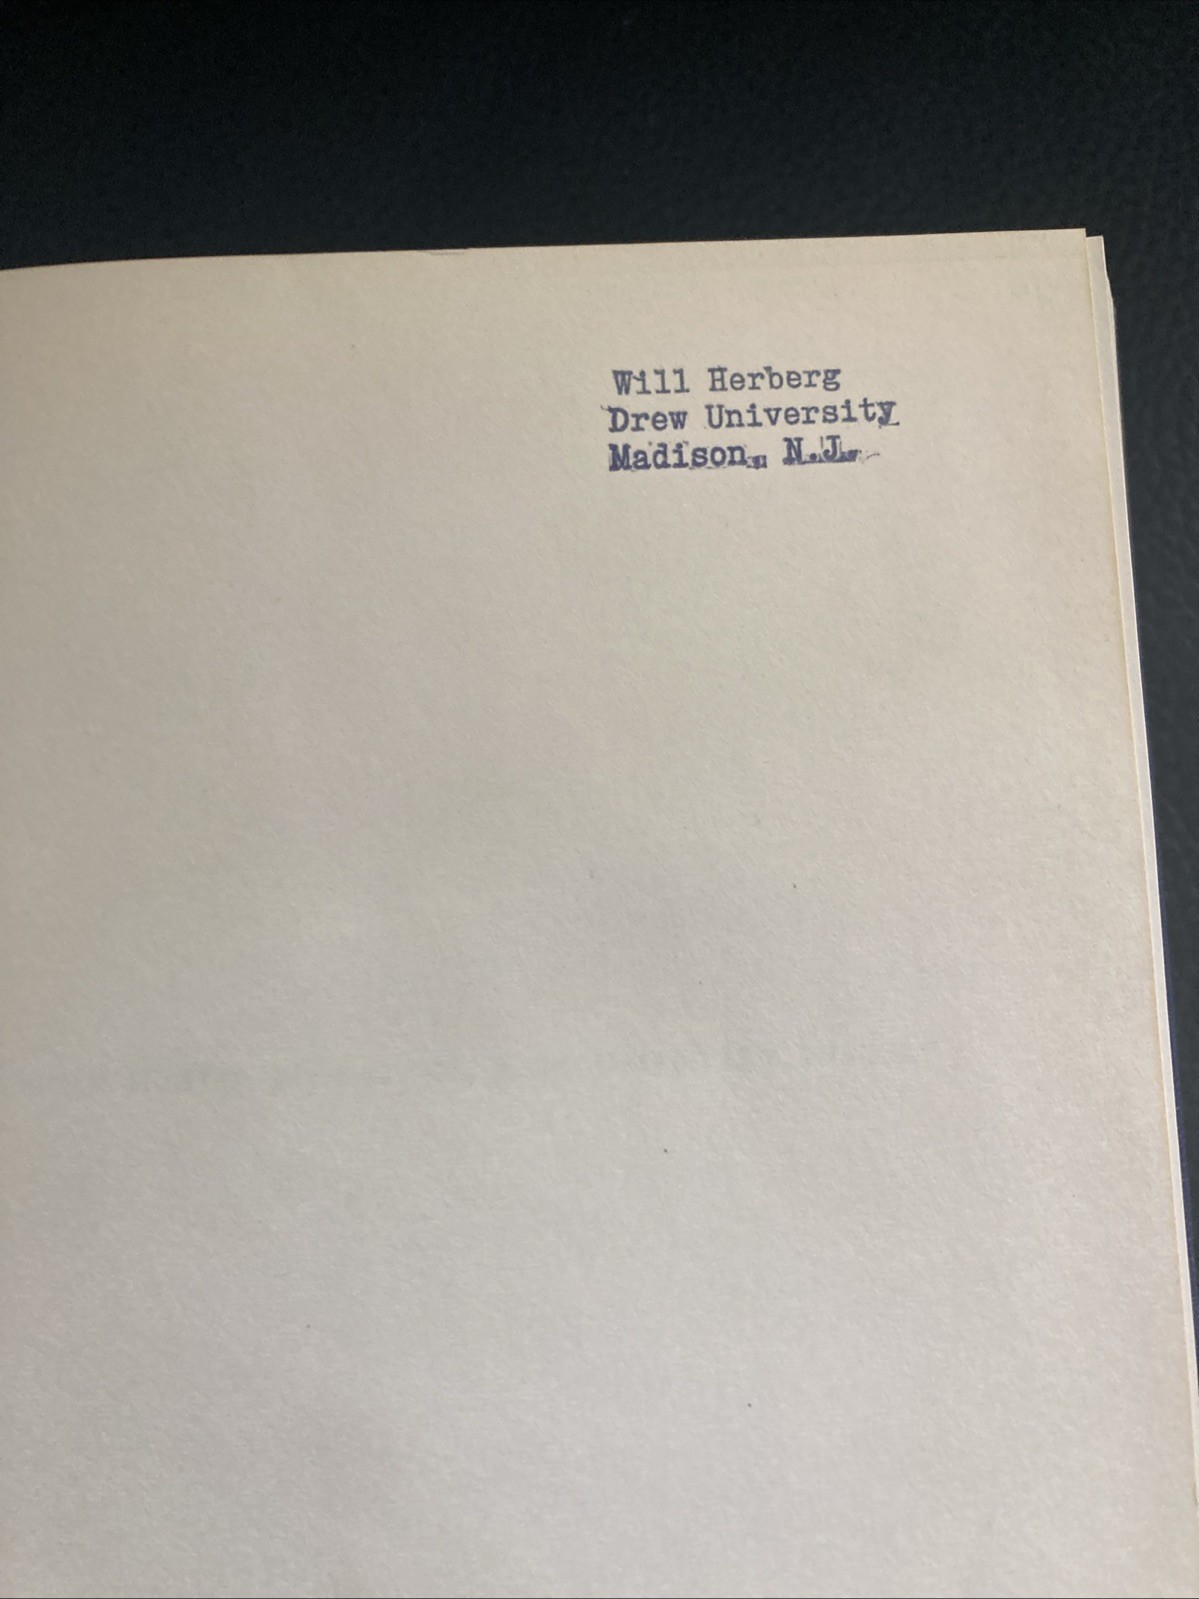 Will Herberg
Drew University
Madison, N.J.